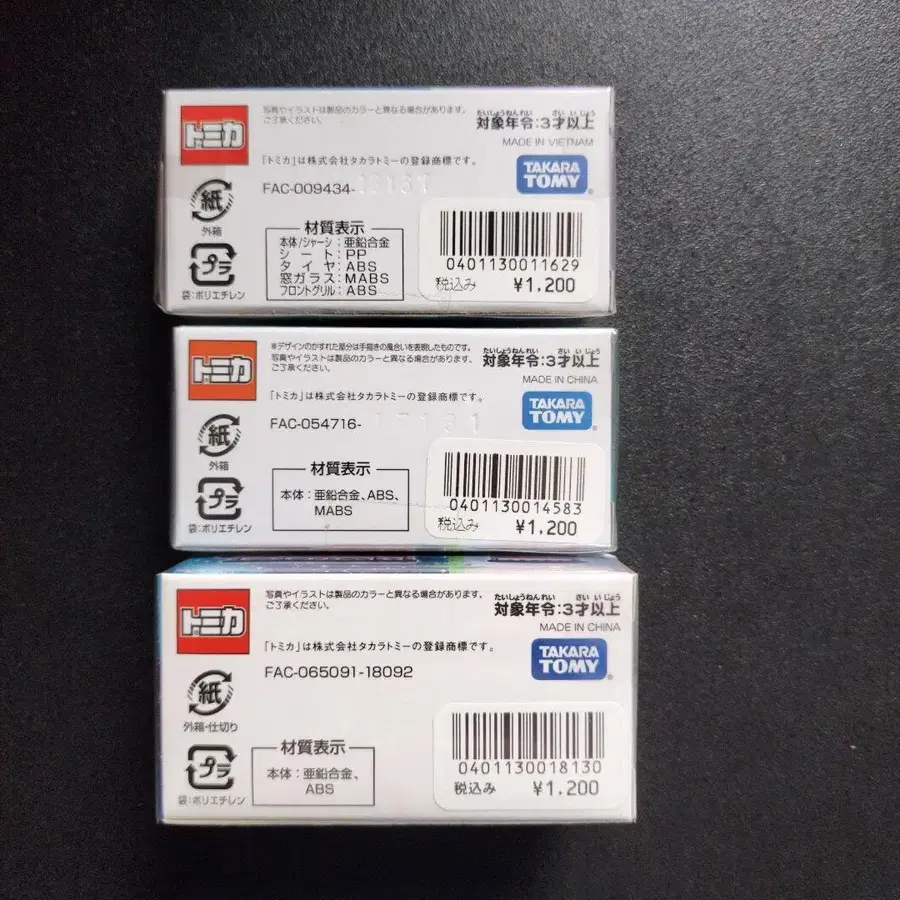 トミカ
写真やイラストは製品のカラーと異なる場合があります。
ご了承ください。
たいしょうねんれい さい いじょう
対象年令:3才以上
MADE IN VIETNAM
「トミカ」は株式会社タカラトミーの登録商標です。
TAKARA
TOMY
FAC-009434-
紙
外箱
プラ
袋:ポリエチレン
材質表示
本体/シャーシ:亜鉛合金
シート:PP
タイヤ:ABS
窓ガラス:MABS
フロントグリル:ABS
0401130011629
税込み ¥1,200
トミカ
※デザインのかすれた部分は手描きの風合いを表現したものです。
写真やイラストは製品のカラーと異なる場合があります。
ご了承ください。
たいしょうねんれい さい いじょう
対象年令:3才以上
MADE IN CHINA
「トミカ」は株式会社タカラトミーの登録商標です。
TAKARA
TOMY
FAC-054716-
紙
外箱
プラ
袋:ポリエチレン
材質表示
本体:亜鉛合金、ABS、
MABS
0401130014583
税込み ¥1,200
トミカ
写真やイラストは製品のカラーと異なる場合があります。
ご了承ください。
たいしょうねんれい さい いじょう
対象年令:3才以上
MADE IN CHINA
「トミカ」は株式会社タカラトミーの登録商標です。
TAKARA
TOMY
FAC-065091-18092
紙
外箱・仕切り
プラ
袋:ポリエチレン
材質表示
本体:亜鉛合金、
ABS
0401130018130
税込み ¥1,200